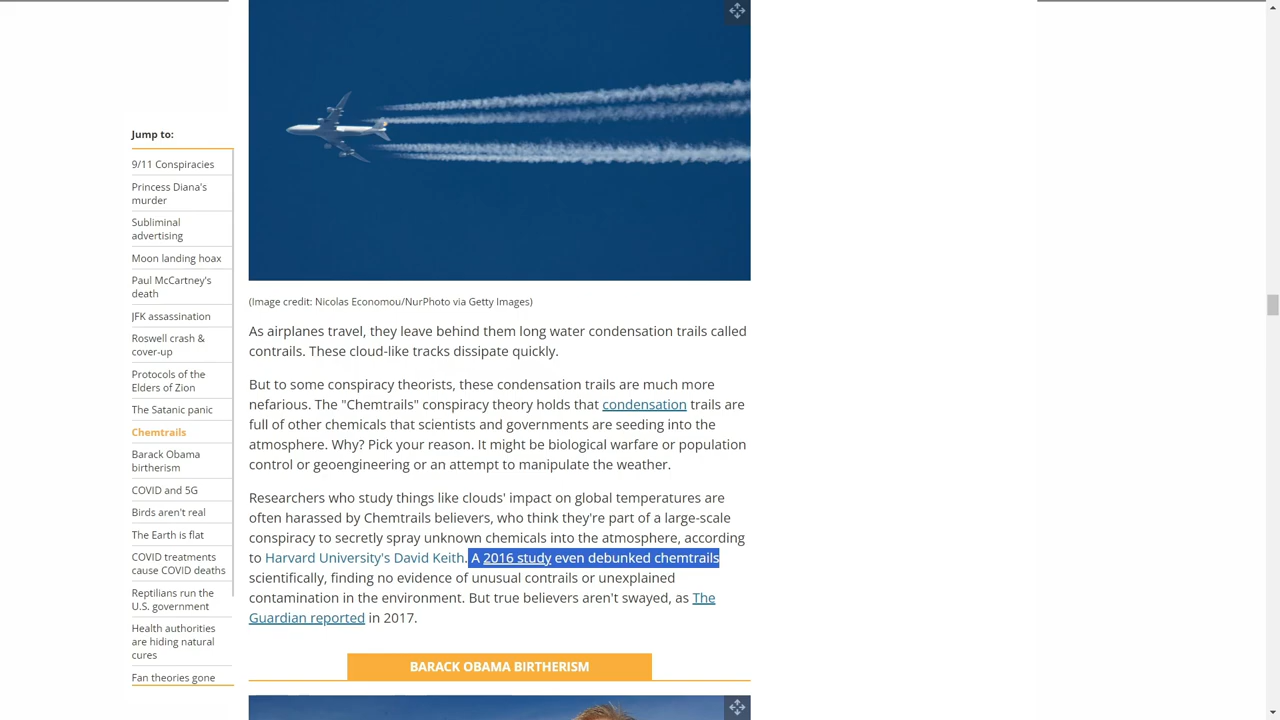 Jump to:
9/11 Conspiracies
Princess Diana's
murder
Subliminal
advertising
Moon landing hoax
Paul McCartney's
death
JFK assassination
Roswell crash &
cover-up
Protocols of the
Elders of Zion
The Satanic panic
Chemtrails
Barack Obama
birtherism
COVID and 5G
Birds aren't real
The Earth is flat
COVID treatments
cause COVID deaths
Reptilians run the
U.S. government
Health authorities
are hiding natural
cures
Fan theories gone
(Image credit: Nicolas Economou/NurPhoto via Getty Images)
As airplanes travel, they leave behind them long water condensation trails called
contrails. These cloud-like tracks dissipate quickly.
But to some conspiracy theorists, these condensation trails are much more
nefarious. The "Chemtrails" conspiracy theory holds that condensation trails are
full of other chemicals that scientists and governments are seeding into the
atmosphere. Why? Pick your reason. It might be biological warfare or population
control or geoengineering or an attempt to manipulate the weather.
Researchers who study things like clouds' impact on global temperatures are
often harassed by Chemtrails believers, who think they're part of a large-scale
conspiracy to secretly spray unknown chemicals into the atmosphere, according
to Harvard University's David Keith. A 2016 study even debunked chemtrails
scientifically, finding no evidence of unusual contrails or unexplained
contamination in the environment. But true believers aren't swayed, as The
Guardian reported in 2017.
BARACK OBAMA BIRTHERISM